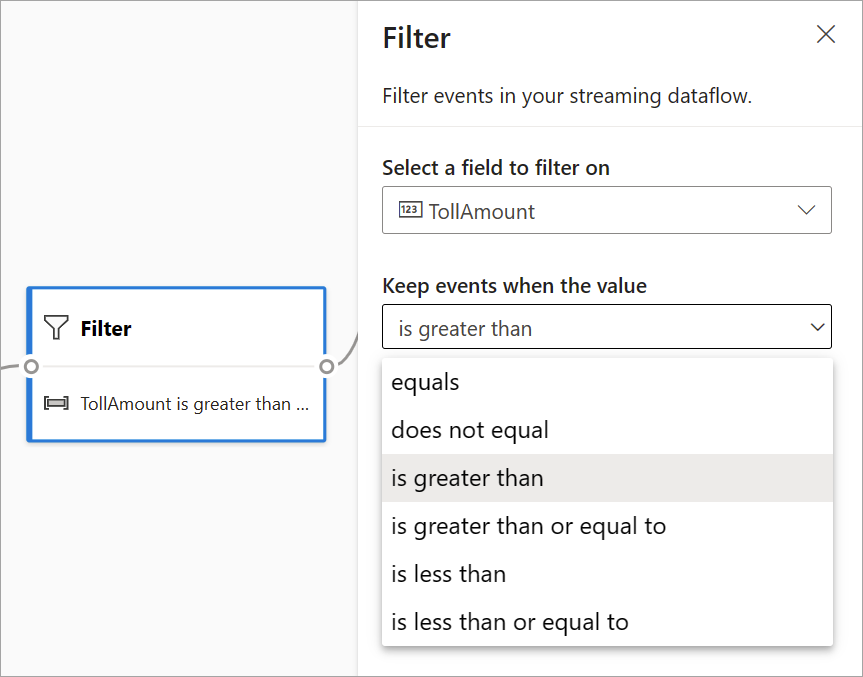 Filter
Filter events in your streaming dataflow.
Select a field to filter on
123 TollAmount
Keep events when the value
is greater than
equals
does not equal
is greater than
is greater than or equal to
is less than
is less than or equal to
Filter
TollAmount is greater than ...